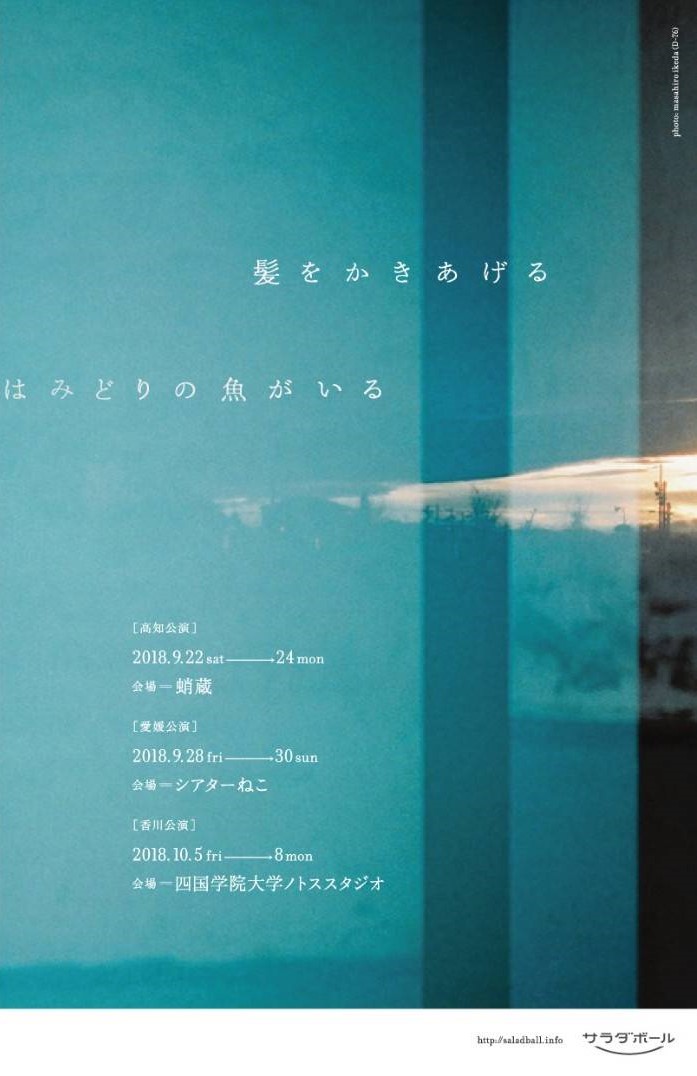 photo: masahiro ikeda (D-76)
髪をかきあげる
はみどりの魚がいる
[高知公演]
2018.9.22 sat→24 mon
会場＝蛸蔵
[愛媛公演]
2018.9.28 fri→30 sun
会場＝シアターねこ
[香川公演]
2018.10.5 fri→8 mon
会場＝四国学院大学ノトススタジオ
http://saladball.info
サラダボール